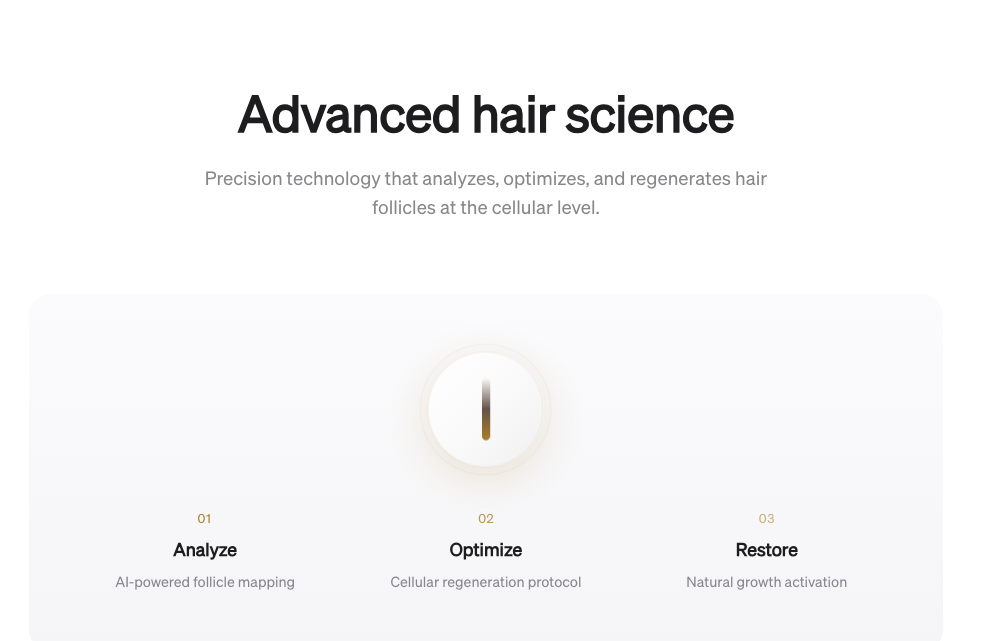 Advanced hair science
Precision technology that analyzes, optimizes, and regenerates hair
follicles at the cellular level.
01
Analyze
AI-powered follicle mapping
02
Optimize
Cellular regeneration protocol
03
Restore
Natural growth activation